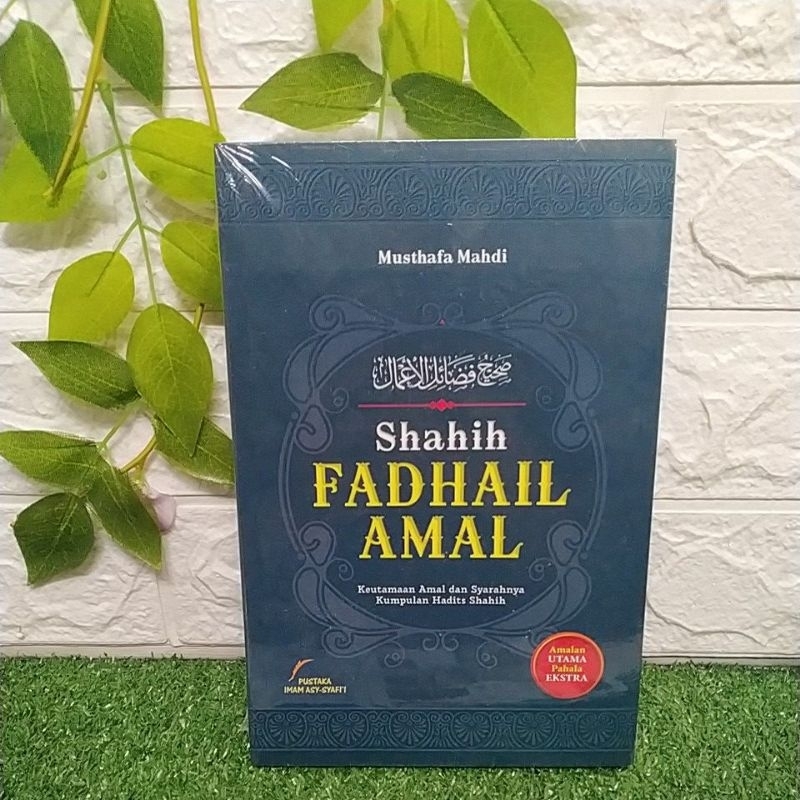 Musthafa Mahdi
صحيح فضائل الأعمال
Shahih
FADHAIL
AMAL
Keutamaan Amal dan Syarahnya
Kumpulan Hadits Shahih
Amalan
UTAMA
Pahala
EKSTRA
PUSTAKA
IMAM ASY-SYAFI'I